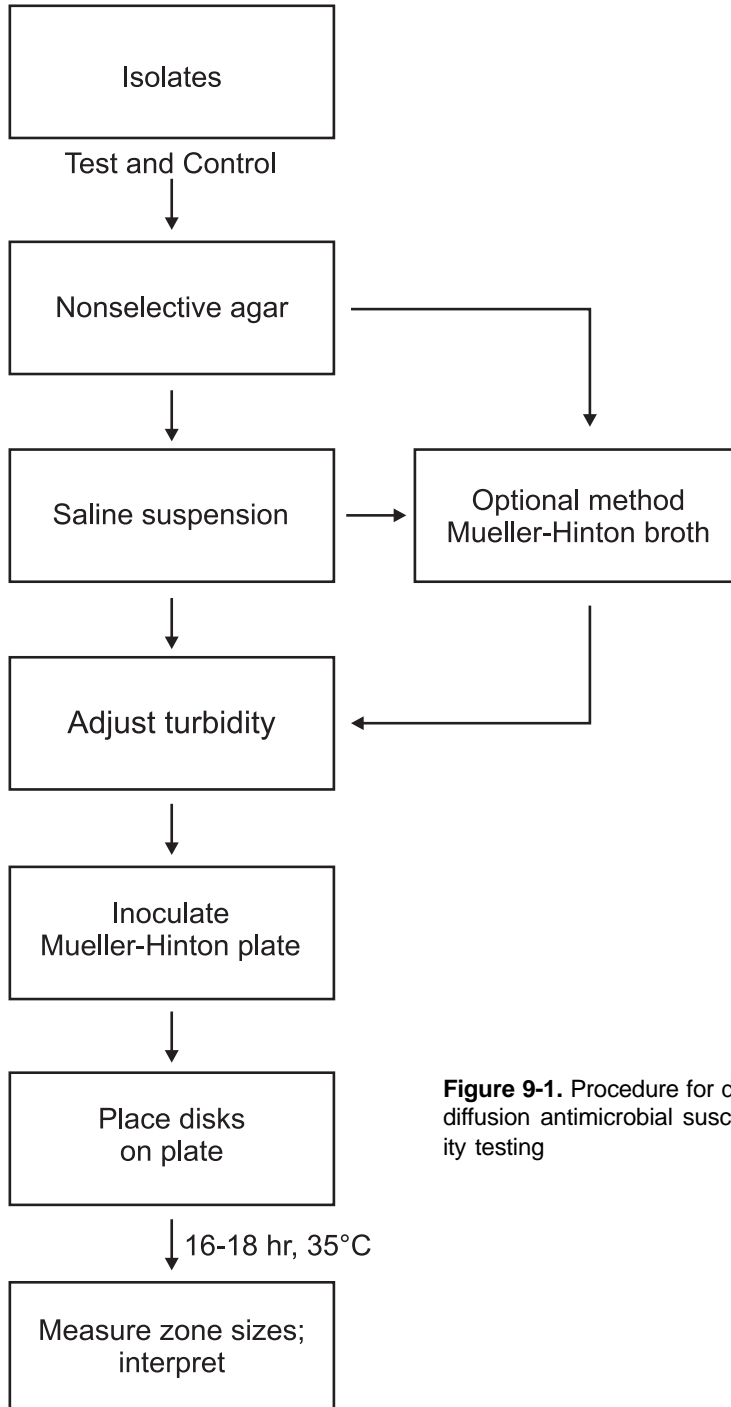 Isolates
Test and Control
Nonselective agar
Saline suspension
Optional method
Mueller-Hinton broth
Adjust turbidity
Inoculate
Mueller-Hinton plate
Place disks
on plate
16-18 hr, 35°C
Measure zone sizes;
interpret
Figure 9-1. Procedure for
diffusion antimicrobial
ity testing